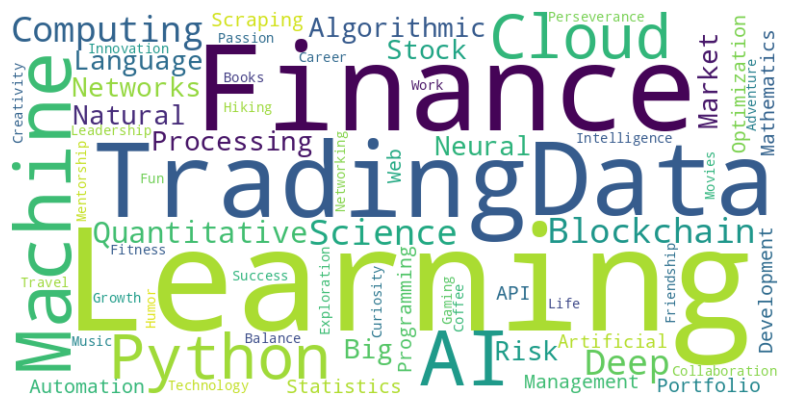 Computing
Scraping
Algorithmic
Perseverance
Cloud
Innovation
Passion
Language
Career
Stock
Finance
Market
Optimization
Adventure
Mathematics
Creativity
Machine
Networks
Books
Work
Natural
Hiking
Leadership
Processing
Neural
Intelligence
Mentorship
Fun
Networking
Web
Movies
Trading
Data
Quantitative
Science
Blockchain
Fitness
Learning
Travel
Growth
Humor
Success
Exploration
Curiosity
Programming
Gaming
Coffee
API
Life
Friendship
Development
Music
Python
Balance
Big
AI
Risk
Artificial
Deep
Collaboration
Automation
Technology
Statistics
Management
Portfolio